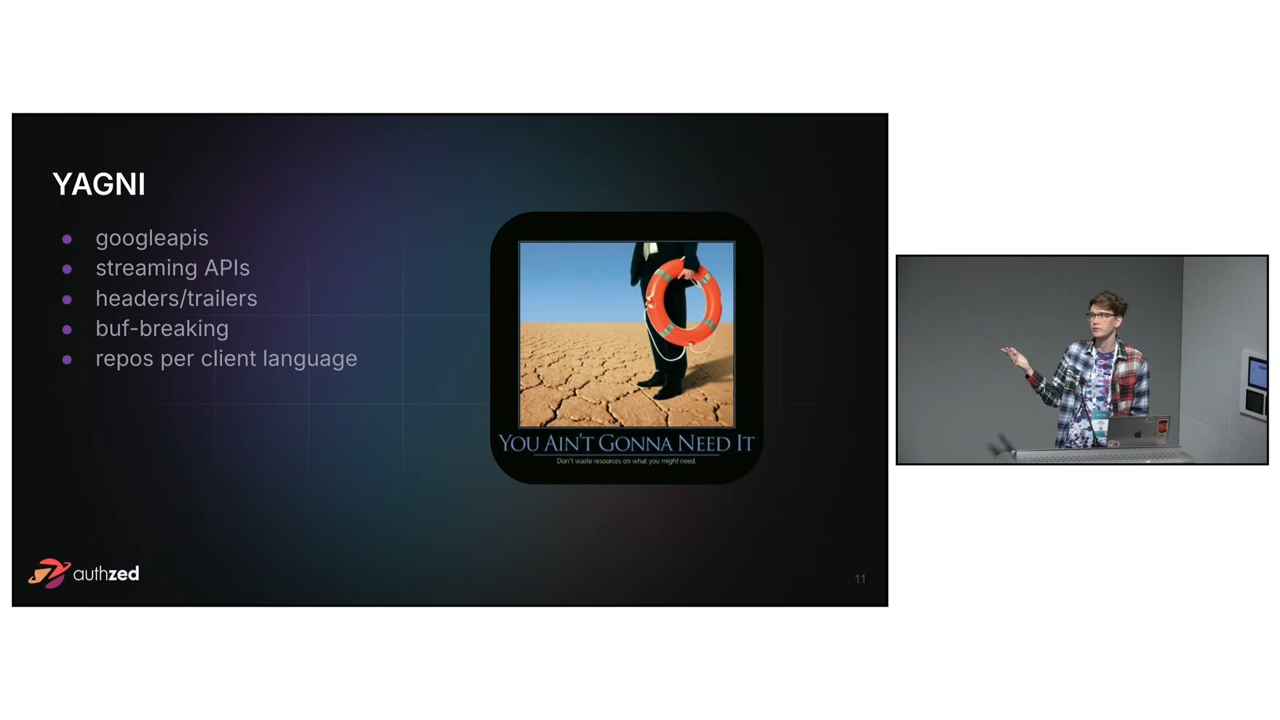 YAGNI
googleapis
streaming APIs
headers/trailers
buf-breaking
repos per client language
YOU AIN'T GONNA NEED IT
Don't waste resources on what you might need.
authzed
11